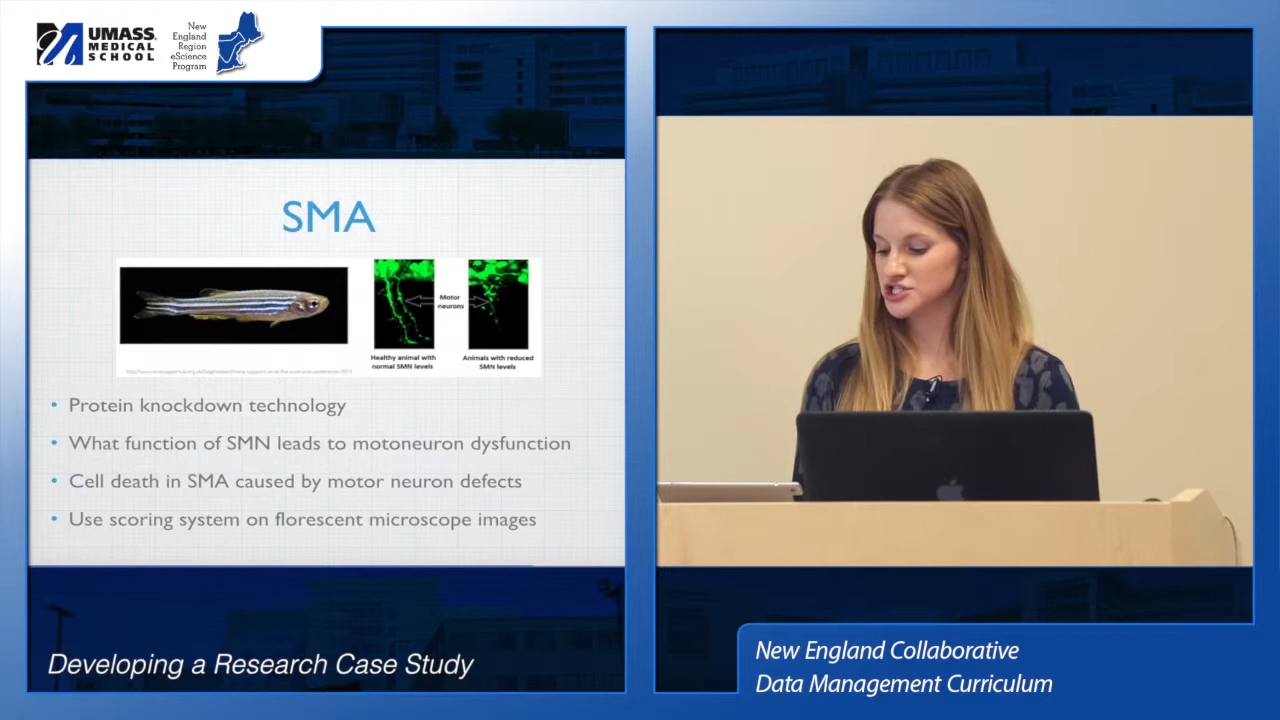 UMASS
MEDICAL
SCHOOL
New
England
Region
eScience
Program
SMA
Motor
neurons
Healthy animal with
normal SMN levels
Animals with reduced
SMN levels
• Protein knockdown technology
• What function of SMN leads to motoneuron dysfunction
• Cell death in SMA caused by motor neuron defects
• Use scoring system on florescent microscope images
Developing a Research Case Study
New England Collaborative
Data Management Curriculum